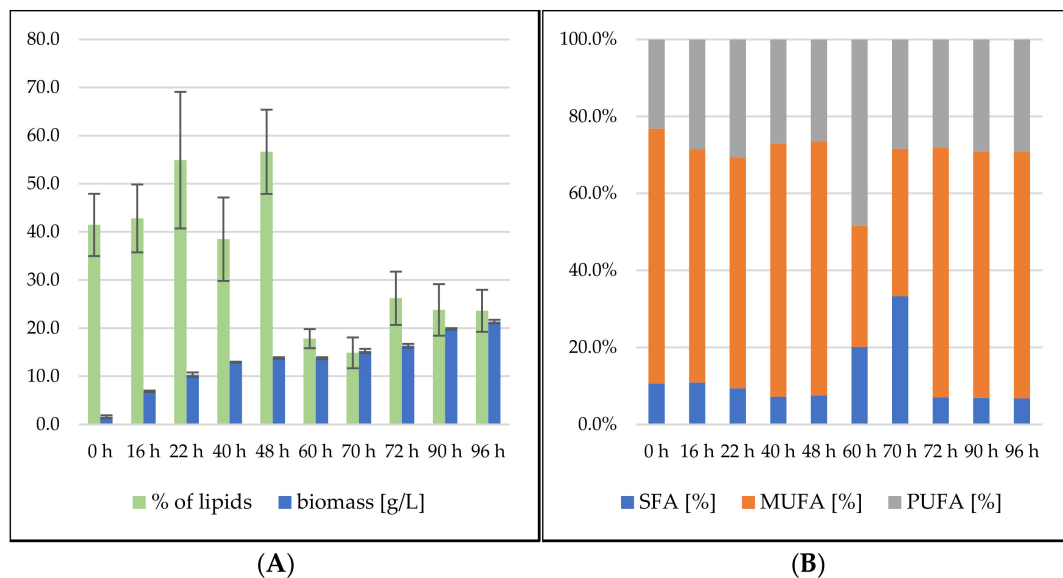 80.0
70.0
60.0
50.0
40.0
30.0
20.0
10.0
0.0
0 h 16 h 22 h 40 h 48 h 60 h 70 h 72 h 90 h 96 h
% of lipids biomass [g/L]
(A)
100.0%
80.0%
60.0%
40.0%
20.0%
0.0%
0 h 16 h 22 h 40 h 48 h 60 h 70 h 72 h 90 h 96 h
SFA [%] MUFA [%] PUFA [%]
(B)